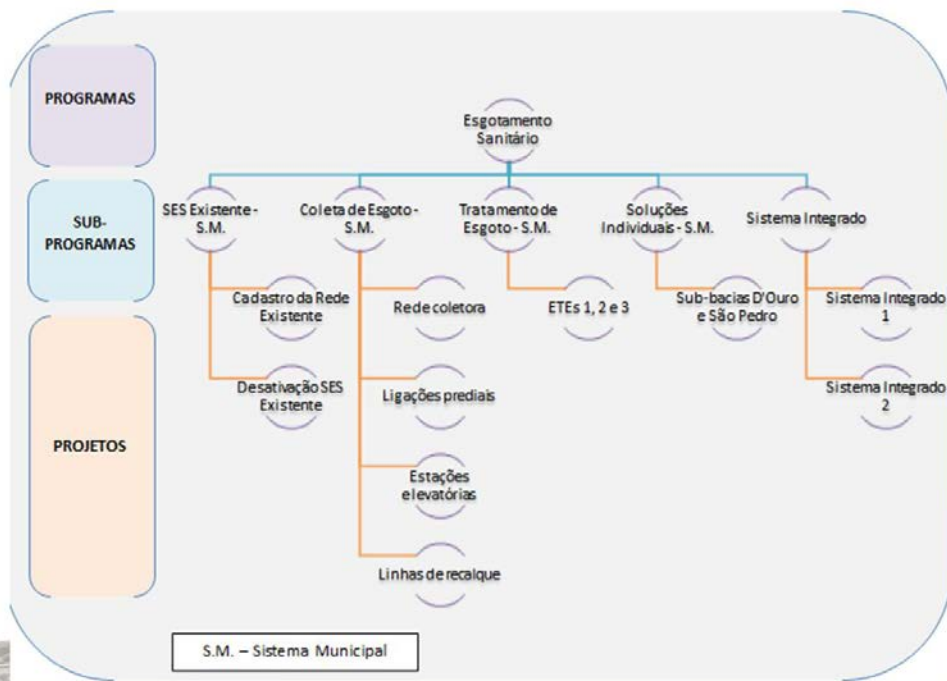 PROGRAMAS
Esgotamento
Sanitário
SUB-
PROGRAMAS
SES Existente -
S.M.
Coleta de Esgoto -
S.M.
Tratamento de
Esgoto - S.M.
Soluções
Individuais - S.M.
Sistema Integrado
PROJETOS
Cadastro da Rede
Existente
Desativação SES
Existente
Rede coletora
Ligações prediais
Estações
elevatórias
Linhas de recalque
ETEs 1, 2 e 3
Sub-bacias D'Ouro
e São Pedro
Sistema Integrado
1
Sistema Integrado
2
S.M. – Sistema Municipal